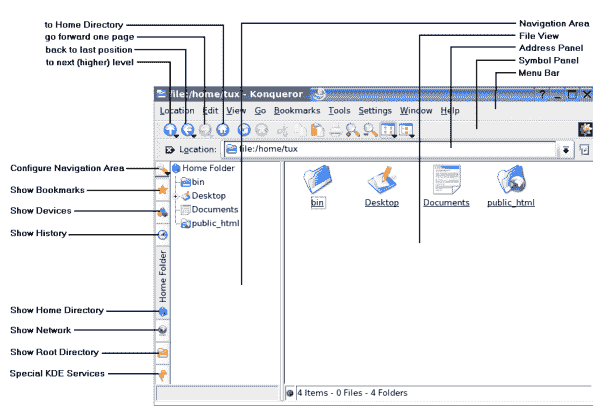 to Home Directory
go forward one page
back to last position
to next (higher) level
Navigation Area
File View
Address Panel
Symbol Panel
Menu Bar
file:/home/tux - Konqueror
Location Edit View Go Bookmarks Tools Settings Window Help
Location: file:/home/tux
Configure Navigation Area
Show Bookmarks
Show Devices
Show History
Show Home Directory
Show Network
Show Root Directory
Special KDE Services
Home Folder
Home Folder
bin
Desktop
Documents
public_html
bin
Desktop
Documents
public_html
4 Items - 0 Files - 4 Folders